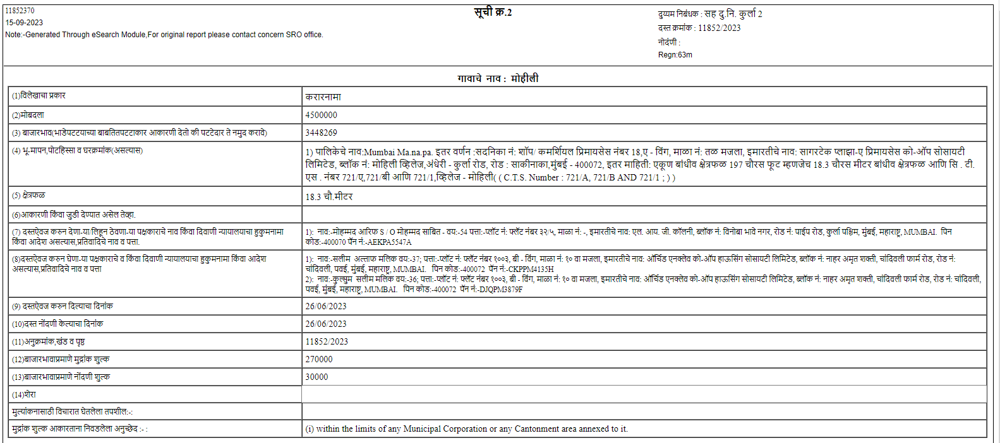 11852370
15-09-2023
Note:-Generated Through eSearch Module,For original report please contact concern SRO office.
सूची क्र.2
दुय्यम निबंधक : सह दु.नि. कुर्ला 2
दस्त क्रमांक : 11852/2023
नोदंणी :
Regn:63m
गावाचे नाव : मोहीली
(1)विलेखाचा प्रकार
करारनामा
(2)मोबदला
4500000
(3) बाजारभाव(भाडेपटटयाच्या बाबतितपटटाकार आकारणी देतो की पटटेदार ते नमुद करावे)
3448269
(4) भू-मापन,पोटहिस्सा व घरक्रमांक(असल्यास)
1) पालिकेचे नाव:Mumbai Ma.na.pa. इतर वर्णन :सदनिका नं: शॉप/ कमर्शियल प्रिमायसेस नंबर 18,ए - विंग, माळा नं: तळ मजला, इमारतीचे नाव: सागरटेक प्लाझा-ए प्रिमायसेस को-ऑप सोसायटी
लिमिटेड, ब्लॉक नं: मोहिली व्हिलेज,अंधेरी - कुर्ला रोड, रोड : साकीनाका,मुंबई - 400072, इतर माहिती: एकूण बांधीव क्षेत्रफळ 197 चौरस फूट म्हणजेच 18.3 चौरस मीटर बांधीव क्षेत्रफळ आणि सि . टी.
एस . नंबर 721/ए,721/बी आणि 721/1,व्हिलेज - मोहिली( ( C.T.S. Number : 721/A, 721/B AND 721/1 ; ) )
(5) क्षेत्रफळ
18.3 चौ.मीटर
(6)आकारणी किंवा जुडी देण्यात असेल तेव्हा.
(7) दस्तऐवज करुन देणा-या/लिहून ठेवणा-या पक्षकाराचे नाव किंवा दिवाणी न्यायालयाचा हुकुमनामा
किंवा आदेश असल्यास,प्रतिवादिचे नाव व पत्ता.
1): नाव:-मोहम्मद आरिफ S / O मोहम्मद साबित - वय:-54 पत्ता:-प्लॉट नं: फ्लॅट नंबर ३२/५, माळा नं: -, इमारतीचे नाव: एल. आय. जी. कॉलनी, ब्लॉक नं: विनोबा भावे नगर, रोड नं: पाईप रोड, कुर्ला पश्चिम, मुंबई, महाराष्ट्र, MUMBAI. पिन
कोड:-400070 पॅन नं:-AEKPA5547A
(8)दस्तऐवज करुन घेणा-या पक्षकाराचे व किंवा दिवाणी न्यायालयाचा हुकुमनामा किंवा आदेश
असल्यास,प्रतिवादिचे नाव व पत्ता
1): नाव:-सलीम अल्ताफ मलिक वय:-37; पत्ता:-प्लॉट नं: फ्लॅट नंबर १००३, बी - विंग, माळा नं: १० वा मजला, इमारतीचे नाव: ऑर्चिड एनक्लेव को-ऑप हाऊसिंग सोसायटी लिमिटेड, ब्लॉक नं: नाहर अमृत शक्ती, चांदिवली फार्म रोड, रोड नं:
चांदिवली, पवई, मुंबई, महाराष्ट्र, MUMBAI. पिन कोड:-400072 पॅन नं:-CKPPM4135H
2): नाव:-कुल्सुम सलीम मलिक वय:-36; पत्ता:-प्लॉट नं: फ्लॅट नंबर १००३, बी - विंग, माळा नं: १० वा मजला, इमारतीचे नाव: ऑर्चिड एनक्लेव को-ऑप हाऊसिंग सोसायटी लिमिटेड, ब्लॉक नं: नाहर अमृत शक्ती, चांदिवली फार्म रोड, रोड नं: चांदिवली,
पवई, मुंबई, महाराष्ट्र, MUMBAI. पिन कोड:-400072 पॅन नं:-DJQPM3879F
(9) दस्तऐवज करुन दिल्याचा दिनांक
26/06/2023
(10)दस्त नोंदणी केल्याचा दिनांक
26/06/2023
(11)अनुक्रमांक,खंड व पृष्ठ
11852/2023
(12)बाजारभावाप्रमाणे मुद्रांक शुल्क
270000
(13)बाजारभावाप्रमाणे नोंदणी शुल्क
30000
(14)शेरा
मुल्यांकनासाठी विचारात घेतलेला तपशील:-:
मुद्रांक शुल्क आकारताना निवडलेला अनुच्छेद :- :
(i) within the limits of any Municipal Corporation or any Cantonment area annexed to it.